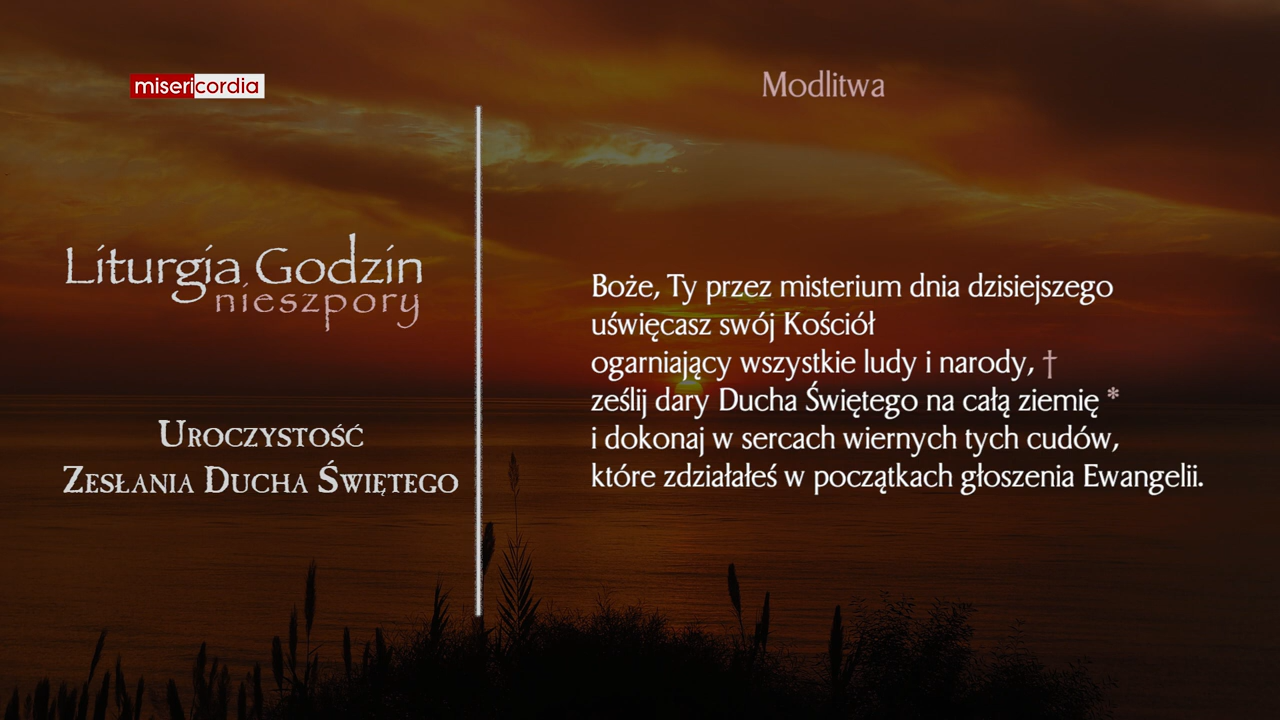 misericordia
Liturgia Godzin
nieszpory
Uroczystość
Zesłania Ducha Świętego
Modlitwa
Boże, Ty przez misterium dnia dzisiejszego
uświęcasz swój Kościół
ogarniający wszystkie ludy i narody, †
ześlij dary Ducha Świętego na całą ziemię *
i dokonaj w sercach wiernych tych cudów,
które zdziałałeś w początkach głoszenia Ewangelii.